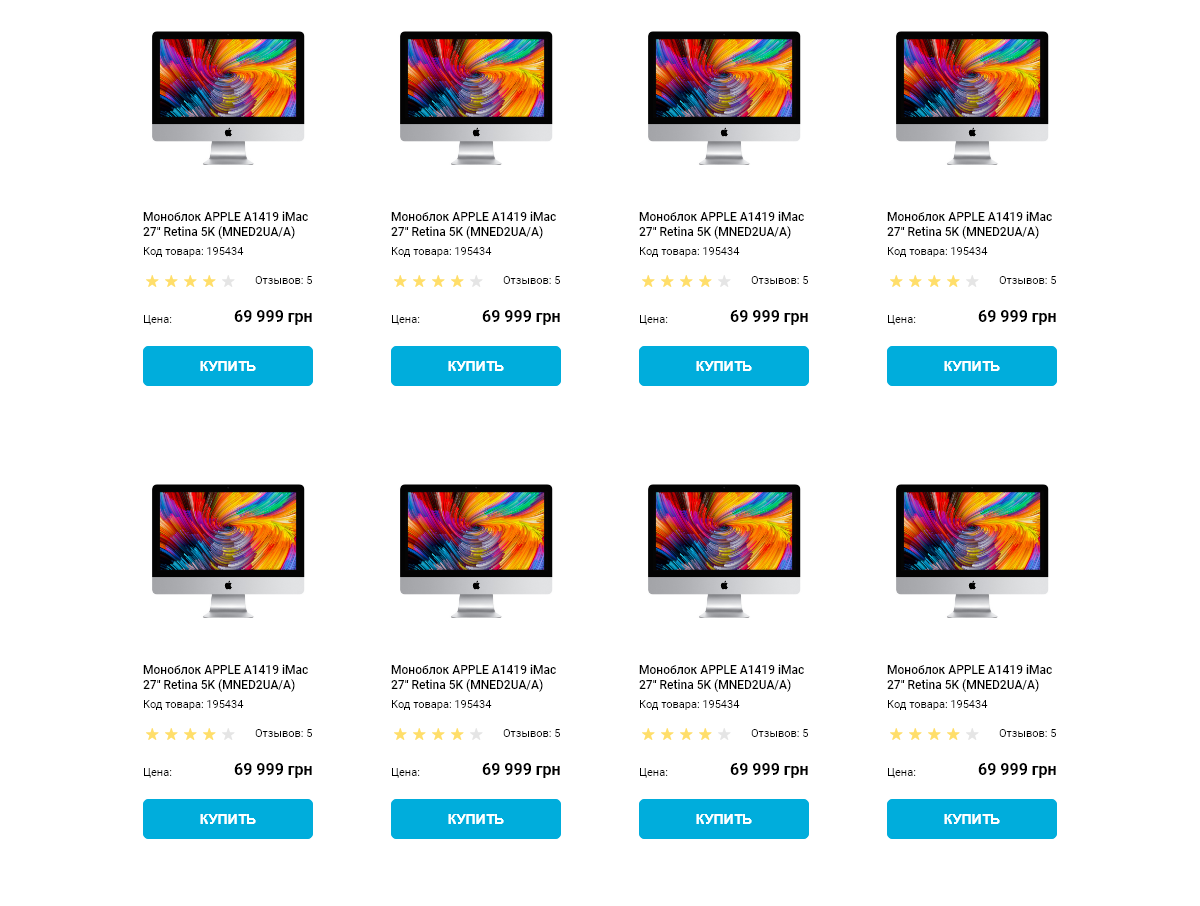 Моноблок APPLE A1419 iMac
27" Retina 5K (MNED2UA/A)
Код товара: 195434
Отзывов: 5
Цена: 69 999 грн
КУПИТЬ
Моноблок APPLE A1419 iMac
27" Retina 5K (MNED2UA/A)
Код товара: 195434
Отзывов: 5
Цена: 69 999 грн
КУПИТЬ
Моноблок APPLE A1419 iMac
27" Retina 5K (MNED2UA/A)
Код товара: 195434
Отзывов: 5
Цена: 69 999 грн
КУПИТЬ
Моноблок APPLE A1419 iMac
27" Retina 5K (MNED2UA/A)
Код товара: 195434
Отзывов: 5
Цена: 69 999 грн
КУПИТЬ
Моноблок APPLE A1419 iMac
27" Retina 5K (MNED2UA/A)
Код товара: 195434
Отзывов: 5
Цена: 69 999 грн
КУПИТЬ
Моноблок APPLE A1419 iMac
27" Retina 5K (MNED2UA/A)
Код товара: 195434
Отзывов: 5
Цена: 69 999 грн
КУПИТЬ
Моноблок APPLE A1419 iMac
27" Retina 5K (MNED2UA/A)
Код товара: 195434
Отзывов: 5
Цена: 69 999 грн
КУПИТЬ
Моноблок APPLE A1419 iMac
27" Retina 5K (MNED2UA/A)
Код товара: 195434
Отзывов: 5
Цена: 69 999 грн
КУПИТЬ